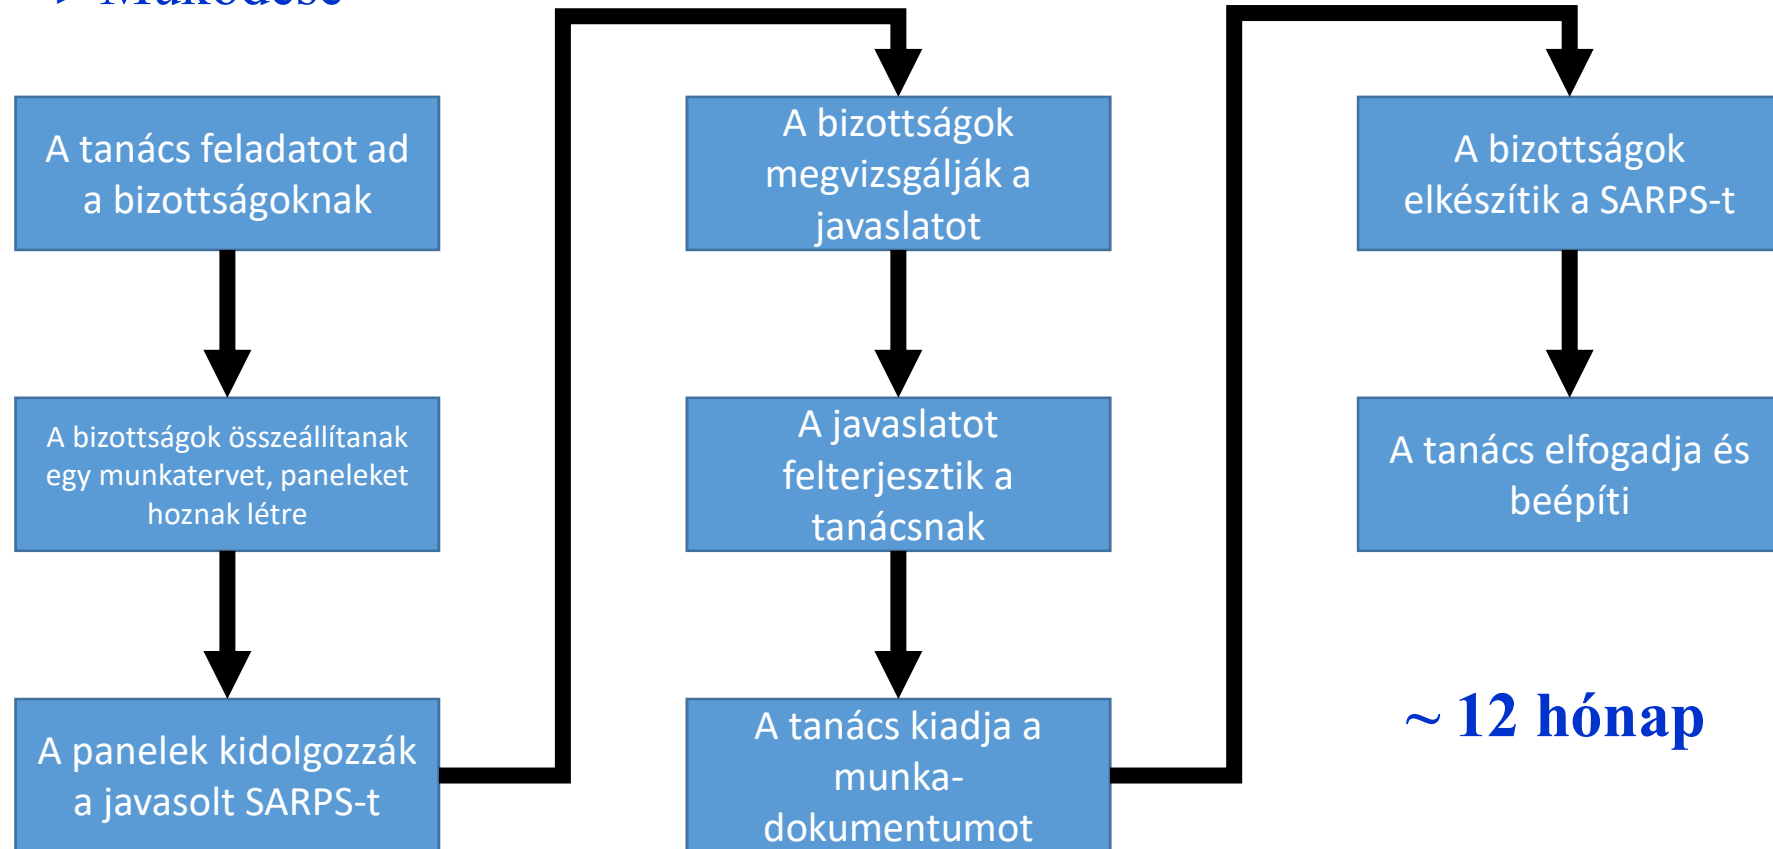 Működése
A tanács feladatot ad
a bizottságoknak
A bizottságok összeállítanak
egy munkatervet, paneleket
hoznak létre
A panelek kidolgozzák
a javasolt SARPS-t
A bizottságok
megvizsgálják a
javaslatot
A javaslatot
felterjesztik a
tanácsnak
A tanács kiadja a
munka-
dokumentumot
A bizottságok
elkészítik a SARPS-t
A tanács elfogadja és
beépíti
~ 12 hónap